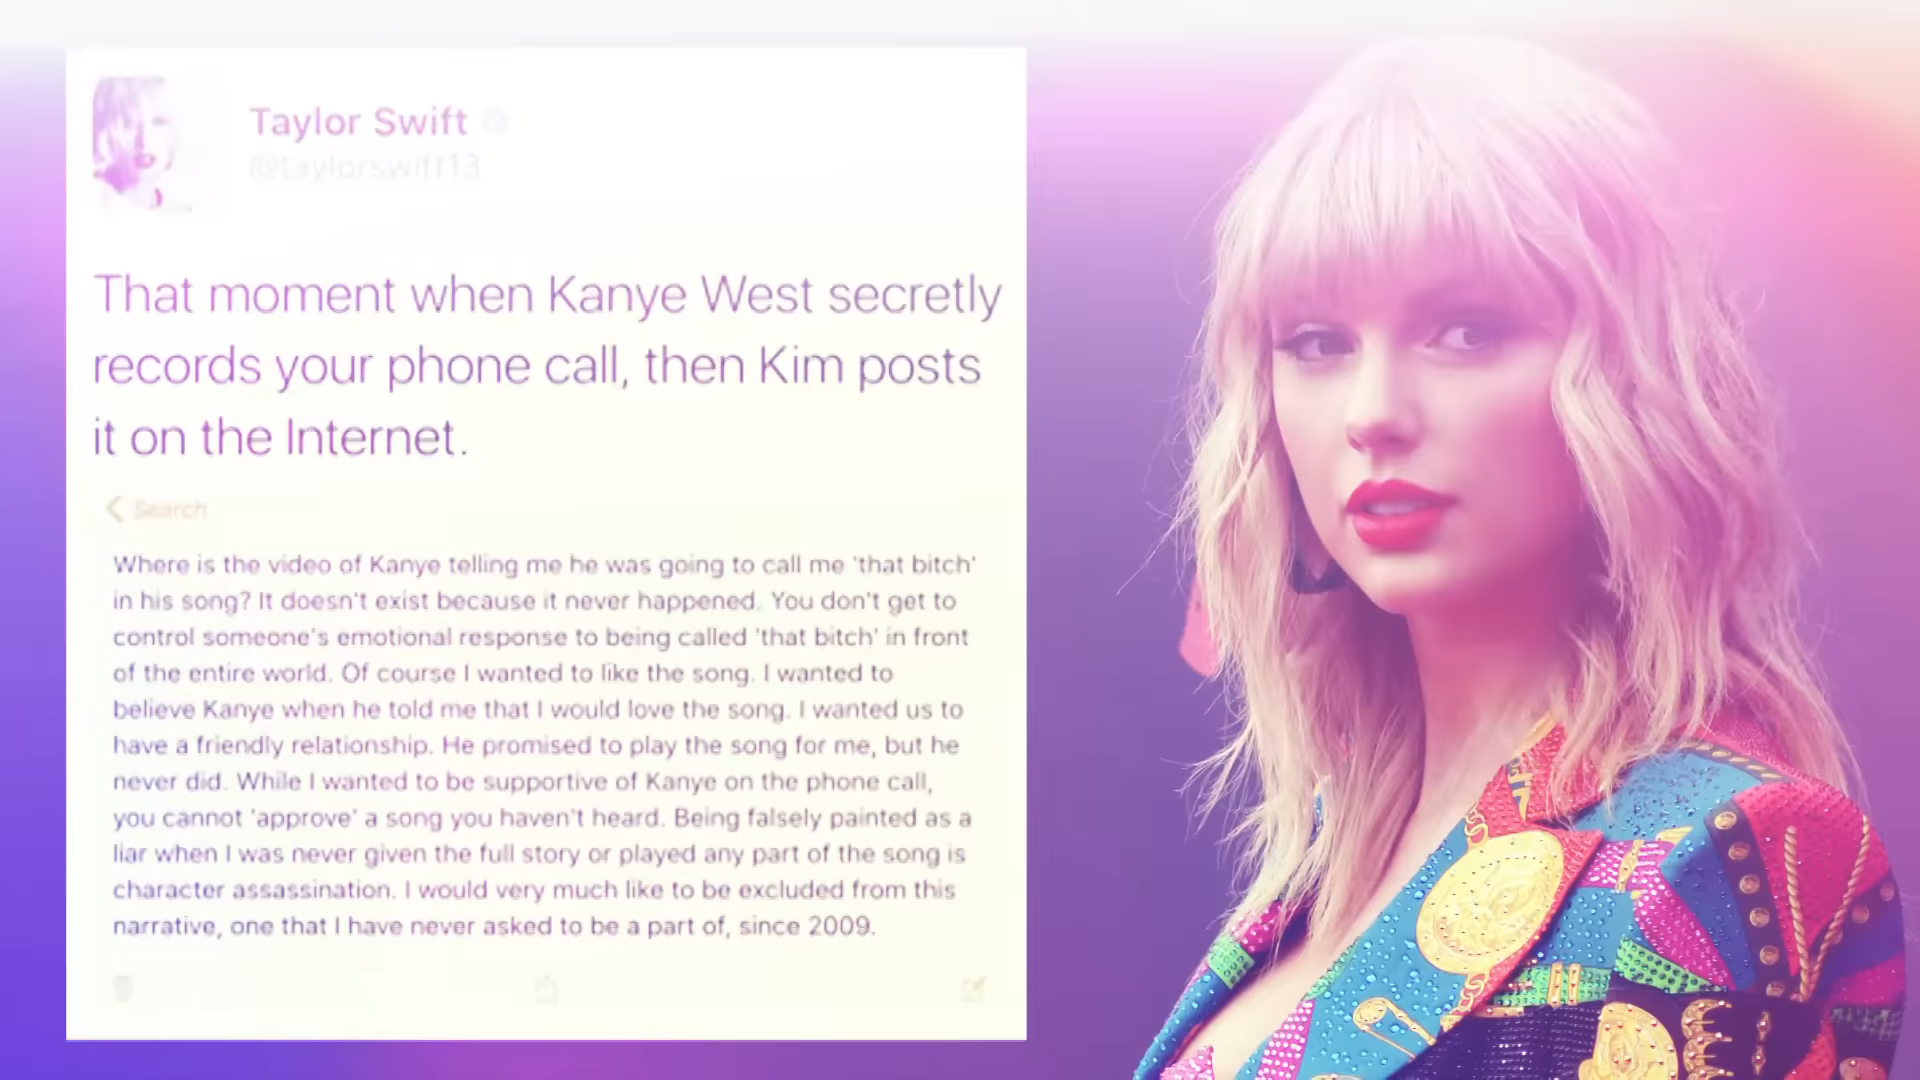 Taylor Swift
@taylorswift13
That moment when Kanye West secretly
records your phone call, then Kim posts
it on the Internet.
Search
Where is the video of Kanye telling me he was going to call me 'that bitch'
in his song? It doesn't exist because it never happened. You don't get to
control someone's emotional response to being called 'that bitch' in front
of the entire world. Of course I wanted to like the song. I wanted to
believe Kanye when he told me that I would love the song. I wanted us to
have a friendly relationship. He promised to play the song for me, but he
never did. While I wanted to be supportive of Kanye on the phone call,
you cannot 'approve' a song you haven't heard. Being falsely painted as a
liar when I was never given the full story or played any part of the song is
character assassination. I would very much like to be excluded from this
narrative, one that I have never asked to be a part of, since 2009.